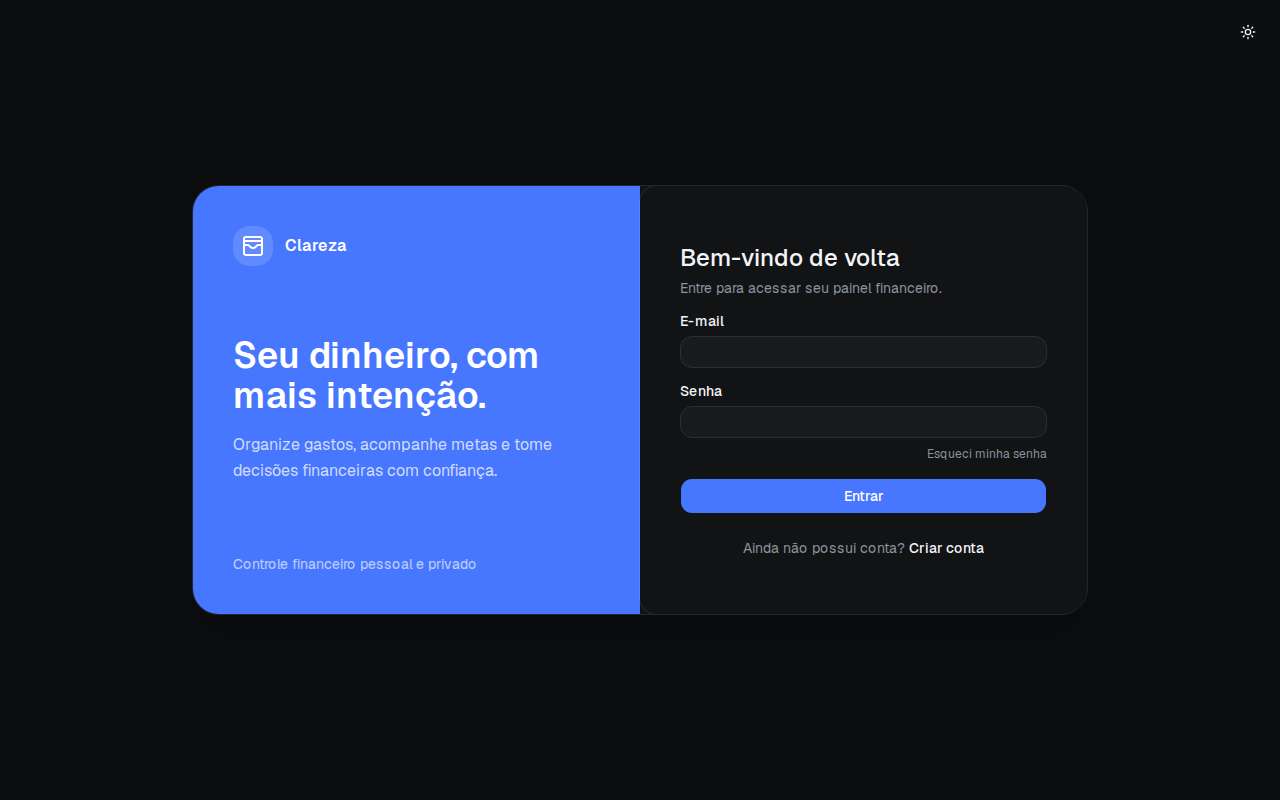 Clareza
Seu dinheiro, com
mais intenção.
Organize gastos, acompanhe metas e tome
decisões financeiras com confiança.
Controle financeiro pessoal e privado
Bem-vindo de volta
Entre para acessar seu painel financeiro.
E-mail
Senha
Esqueci minha senha
Entrar
Ainda não possui conta? Criar conta